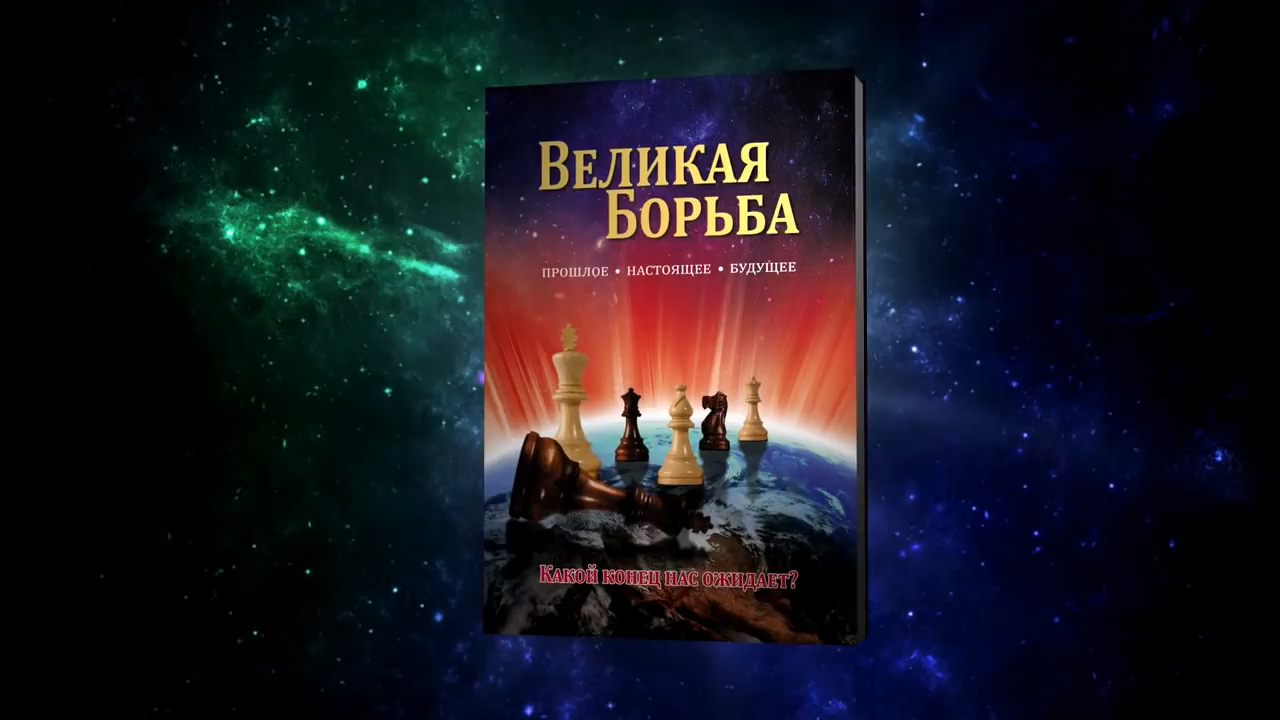 Великая
Борьба
прошлое • настоящее • будущее
Какой конец нас ожидает?